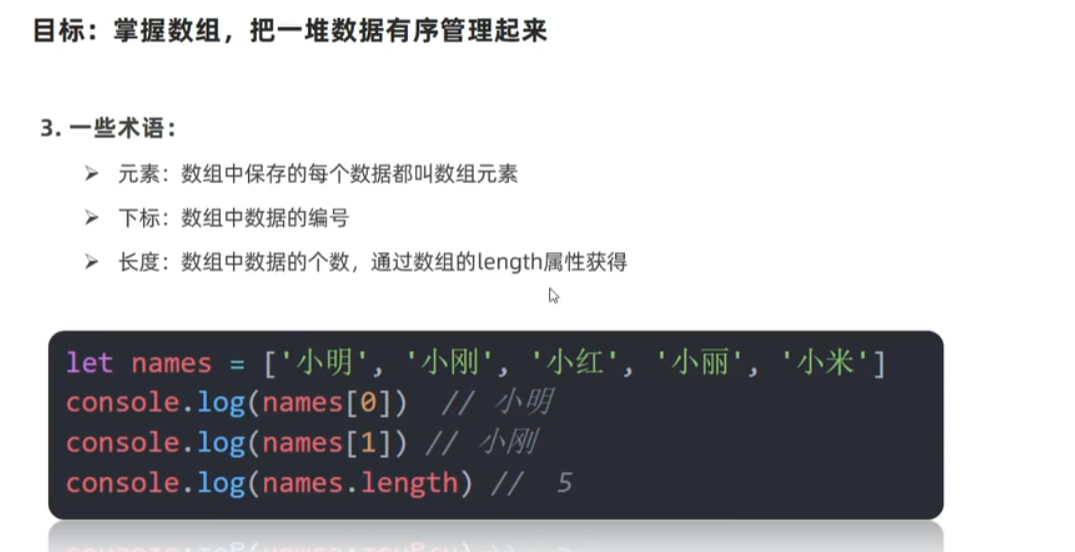 目标：掌握数组，把一堆数据有序管理起来
3. 一些术语：
➢ 元素：数组中保存的每个数据都叫数组元素
➢ 下标：数组中数据的编号
➢ 长度：数组中数据的个数，通过数组的length属性获得
let names = ['小明', '小刚', '小红', '小丽', '小米']
console.log(names[0])  // 小明
console.log(names[1]) // 小刚
console.log(names.length) //  5